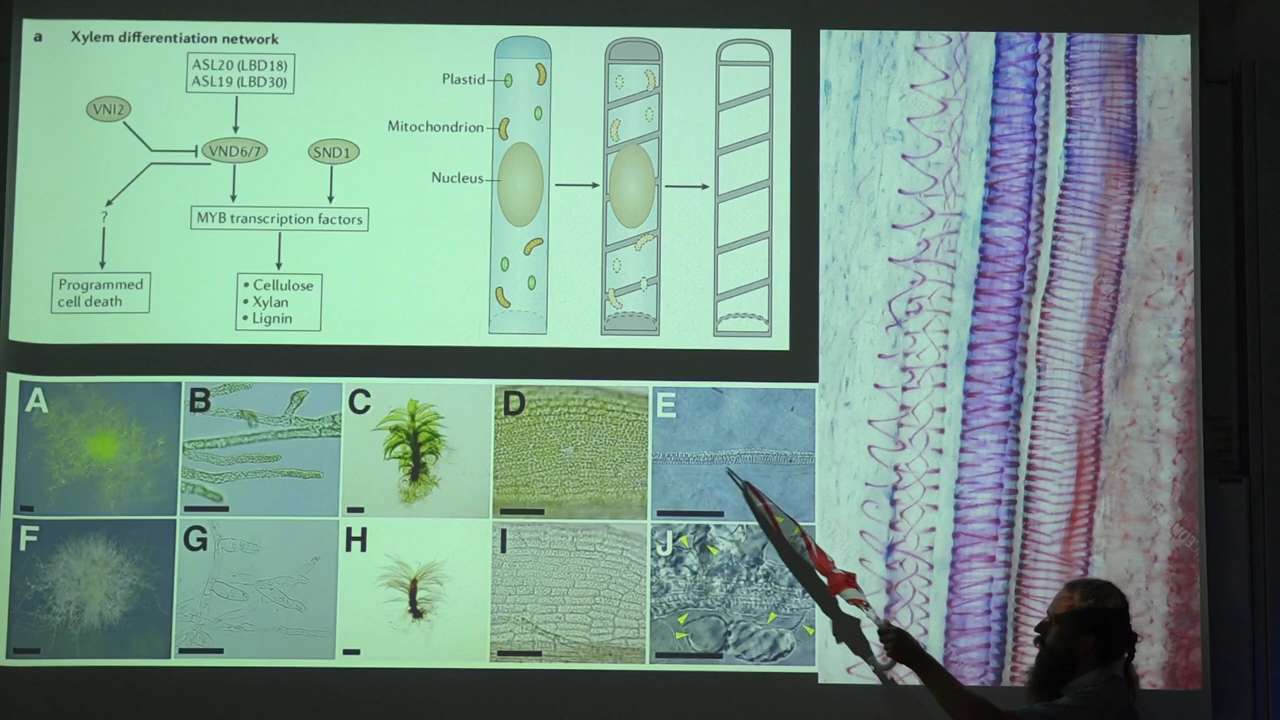 a Xylem differentiation network
ASL20 (LBD18)
ASL19 (LBD30)
VNI2
VND6/7
SND1
?
MYB transcription factors
Programmed
cell death
• Cellulose
• Xylan
• Lignin
Plastid
Mitochondrion
Nucleus
A B C D E
F G H I J